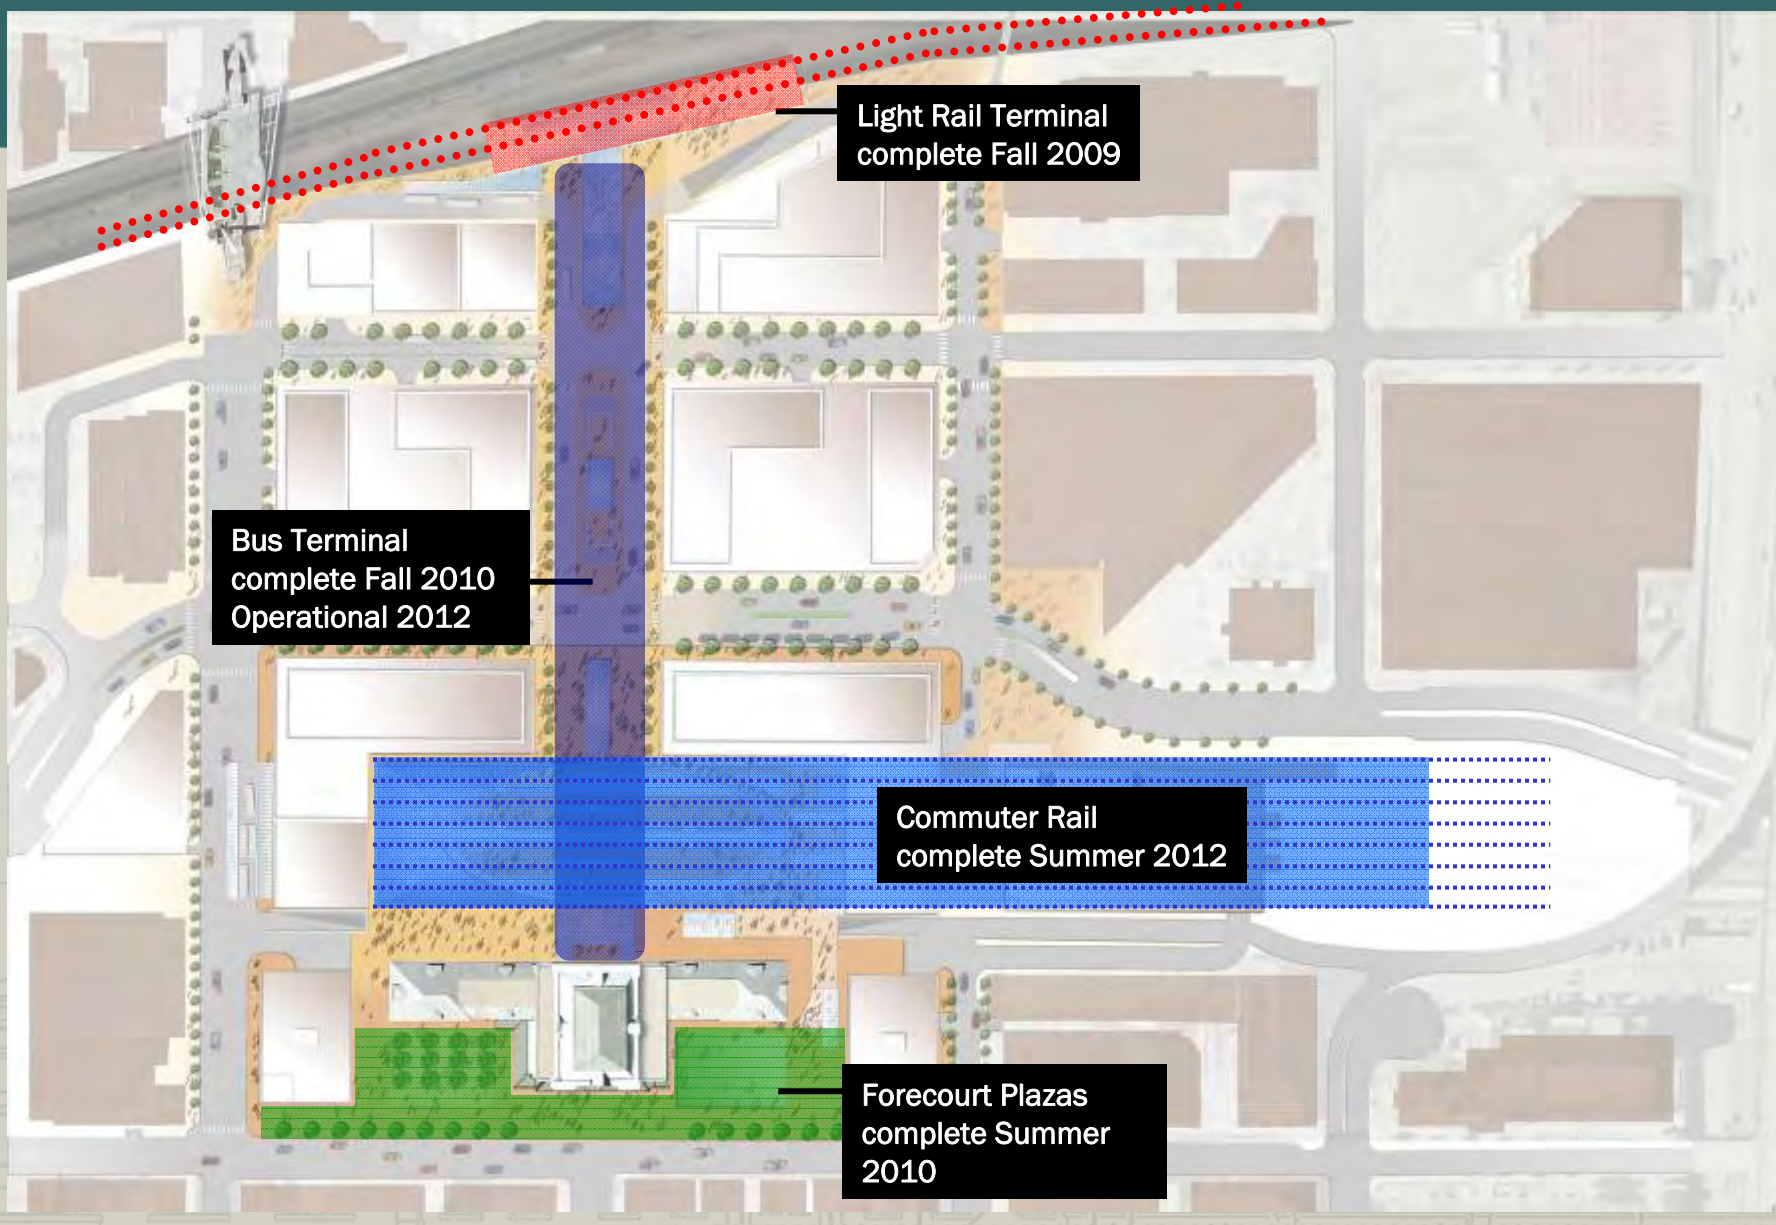 Light Rail Terminal
complete Fall 2009
Bus Terminal
complete Fall 2010
Operational 2012
Commuter Rail
complete Summer 2012
Forecourt Plazas
complete Summer
2010